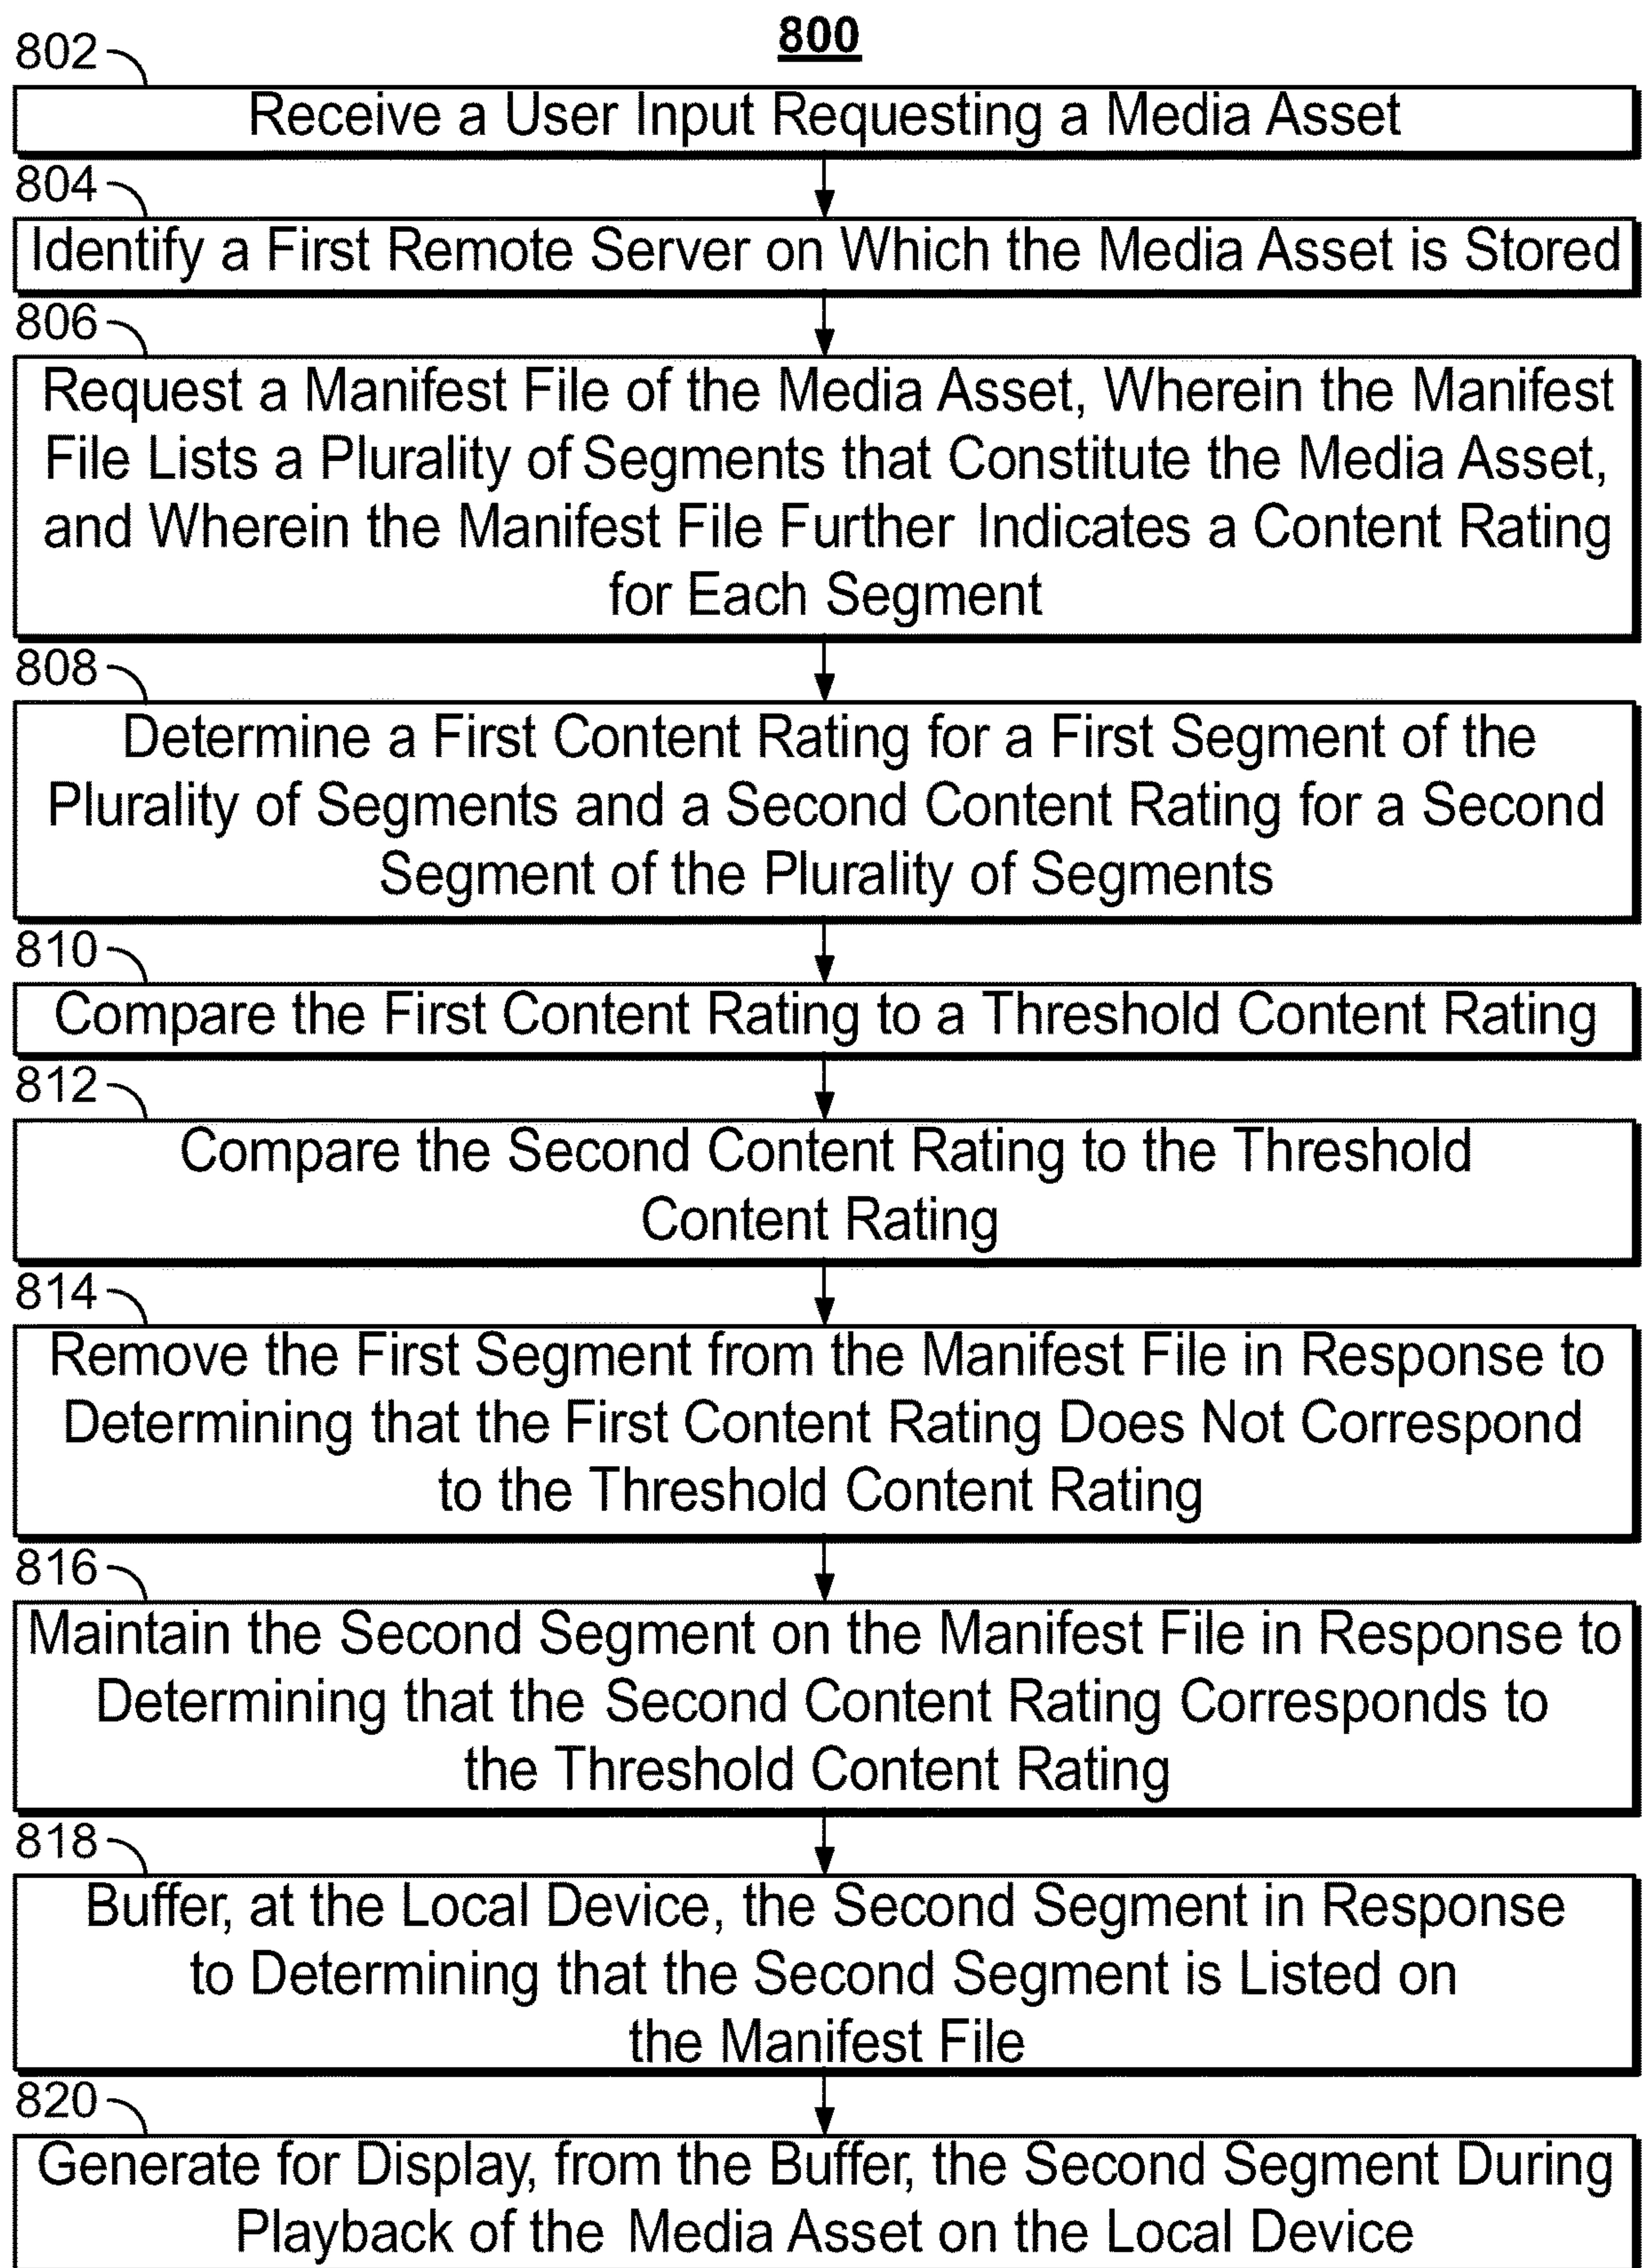 800
802
Receive a User Input Requesting a Media Asset
804
Identify a First Remote Server on Which the Media Asset is Stored
806
Request a Manifest File of the Media Asset, Wherein the Manifest
File Lists a Plurality of Segments that Constitute the Media Asset,
and Wherein the Manifest File Further Indicates a Content Rating
for Each Segment
808
Determine a First Content Rating for a First Segment of the
Plurality of Segments and a Second Content Rating for a Second
Segment of the Plurality of Segments
810
Compare the First Content Rating to a Threshold Content Rating
812
Compare the Second Content Rating to the Threshold
Content Rating
814
Remove the First Segment from the Manifest File in Response to
Determining that the First Content Rating Does Not Correspond
to the Threshold Content Rating
816
Maintain the Second Segment on the Manifest File in Response to
Determining that the Second Content Rating Corresponds to
the Threshold Content Rating
818
Buffer, at the Local Device, the Second Segment in Response
to Determining that the Second Segment is Listed on
the Manifest File
820
Generate for Display, from the Buffer, the Second Segment During
Playback of the Media Asset on the Local Device